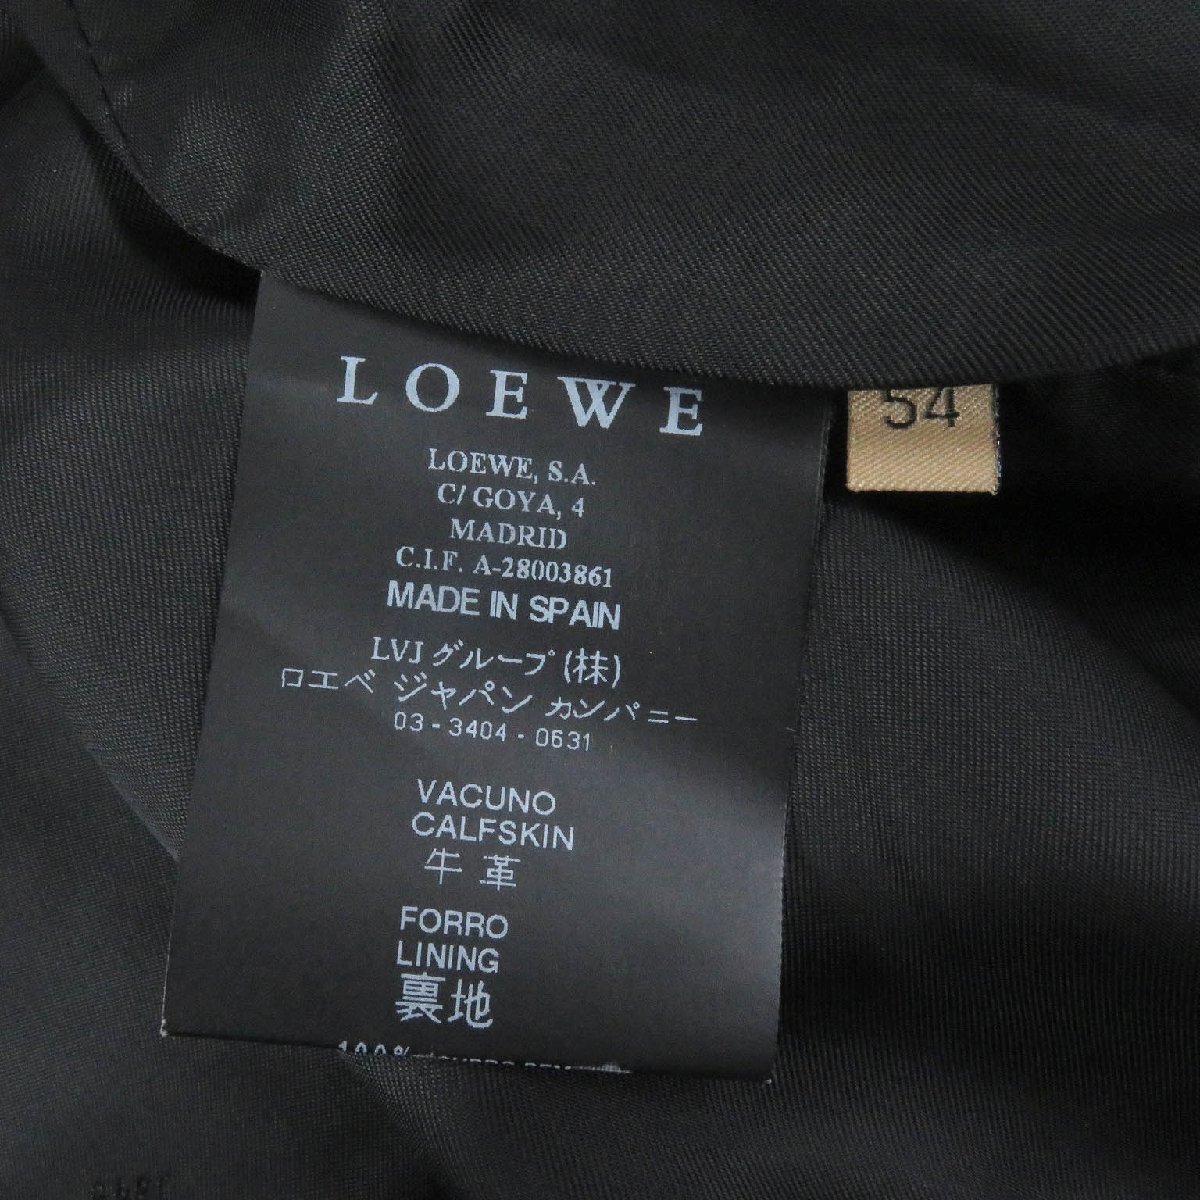 LOEWE
54
LOEWE, S.A.
C/ GOYA, 4
MADRID
C.I.F. A-28003861
MADE IN SPAIN
LVJ グループ (株)
ロエベ ジャパン カンパニー
03 - 3404 - 0631
VACUNO
CALFSKIN
牛 革
FORRO
LINING
裏地
100%